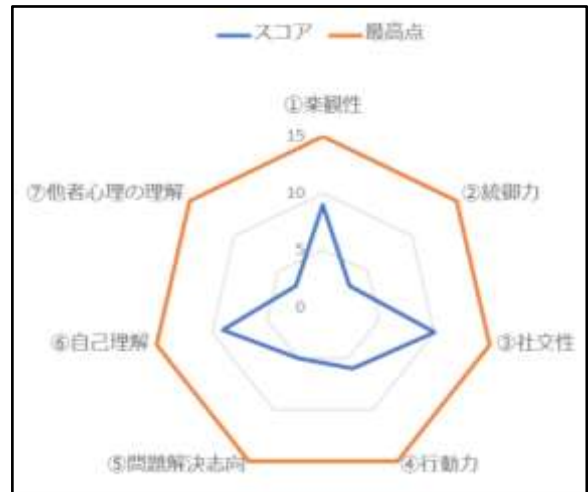 スコア 最高点
①楽観性
15
10
5
0
②統御力
③社交性
④行動力
⑤問題解決志向
⑥自己理解
⑦他者心理の理解